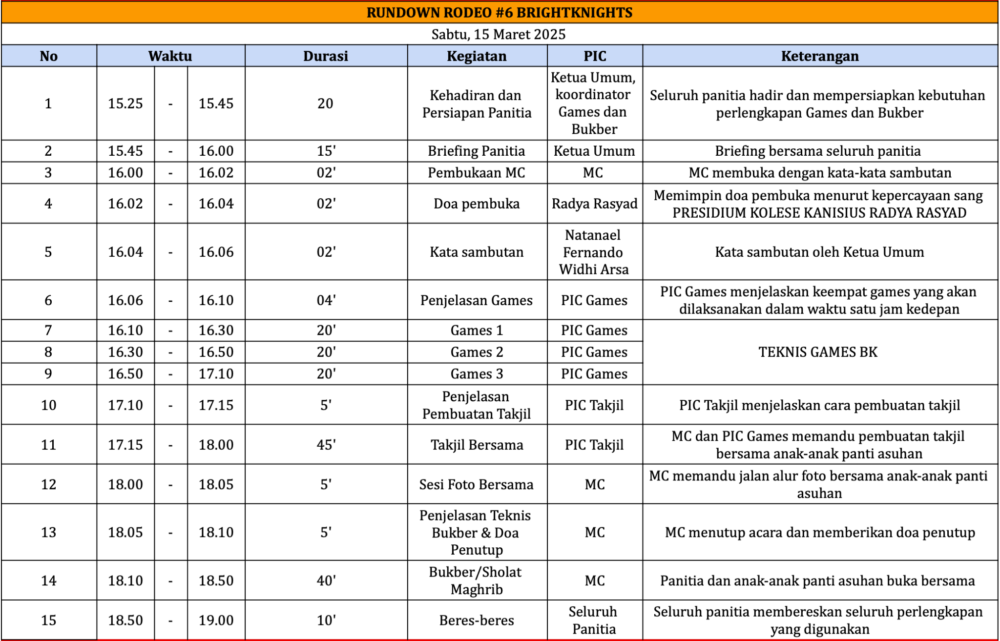 RUNDOWN RODEO #6 BRIGHTKNIGHTS
Sabtu, 15 Maret 2025
No Waktu Durasi Kegiatan PIC Keterangan
1 15.25 - 15.45 20 Kehadiran dan Persiapan Panitia Ketua Umum, koordinator Games dan Bukber Seluruh panitia hadir dan mempersiapkan kebutuhan perlengkapan Games dan Bukber
2 15.45 - 16.00 15' Briefing Panitia Ketua Umum Briefing bersama seluruh panitia
3 16.00 - 16.02 02' Pembukaan MC MC MC membuka dengan kata-kata sambutan
4 16.02 - 16.04 02' Doa pembuka Radya Rasyad Memimpin doa pembuka menurut kepercayaan sang PRESIDIUM KOLESE KANISIUS RADYA RASYAD
5 16.04 - 16.06 02' Kata sambutan Natanael Fernando Widhi Arsa Kata sambutan oleh Ketua Umum
6 16.06 - 16.10 04' Penjelasan Games PIC Games PIC Games menjelaskan keempat games yang akan dilaksanakan dalam waktu satu jam kedepan
7 16.10 - 16.30 20' Games 1 PIC Games
8 16.30 - 16.50 20' Games 2 PIC Games TEKNIS GAMES BK
9 16.50 - 17.10 20' Games 3 PIC Games
10 17.10 - 17.15 5' Penjelasan Pembuatan Takjil PIC Takjil PIC Takjil menjelaskan cara pembuatan takjil
11 17.15 - 18.00 45' Takjil Bersama PIC Takjil MC dan PIC Games memandu pembuatan takjil bersama anak-anak panti asuhan
12 18.00 - 18.05 5' Sesi Foto Bersama MC MC memandu jalan alur foto bersama anak-anak panti asuhan
13 18.05 - 18.10 5' Penjelasan Teknis Bukber & Doa Penutup MC MC menutup acara dan memberikan doa penutup
14 18.10 - 18.50 40' Bukber/Sholat Maghrib MC Panitia dan anak-anak panti asuhan buka bersama
15 18.50 - 19.00 10' Beres-beres Seluruh Panitia Seluruh panitia membereskan seluruh perlengkapan yang digunakan